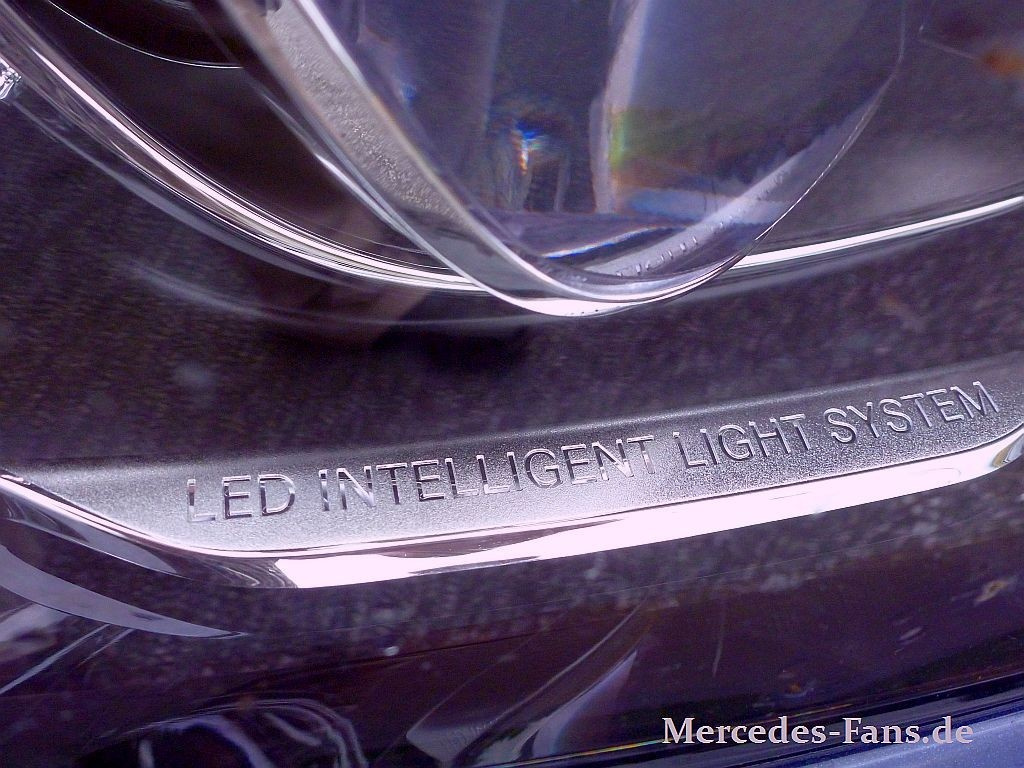 LED INTELLIGENT LIGHT SYSTEM
Mercedes-Fans.de